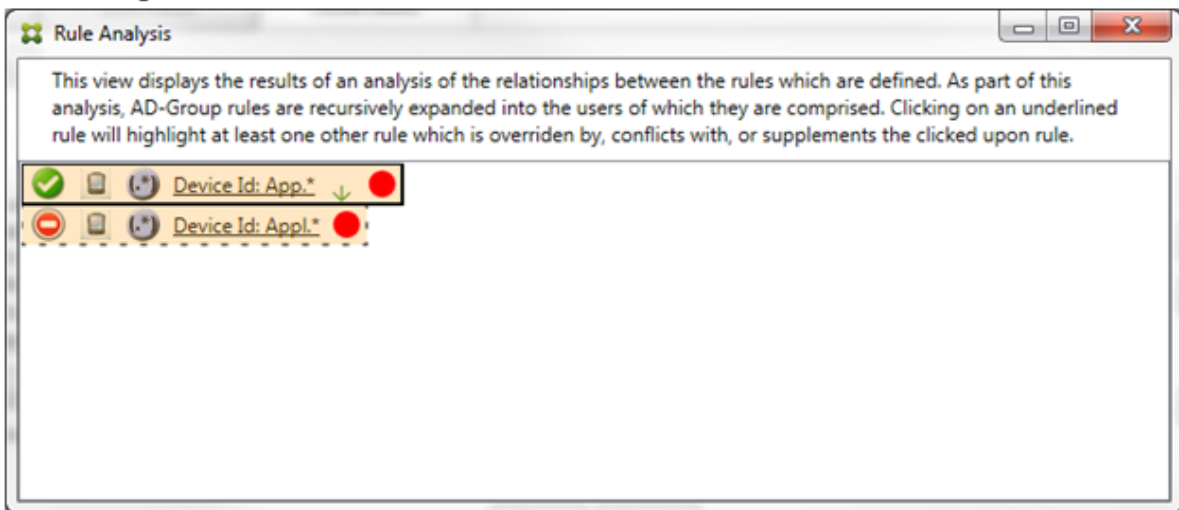 Rule Analysis
This view displays the results of an analysis of the relationships between the rules which are defined. As part of this
analysis, AD-Group rules are recursively expanded into the users of which they are comprised. Clicking on an underlined
rule will highlight at least one other rule which is overriden by, conflicts with, or supplements the clicked upon rule.
(.*) Device Id: App.*
(.*) Device Id: Appl.*